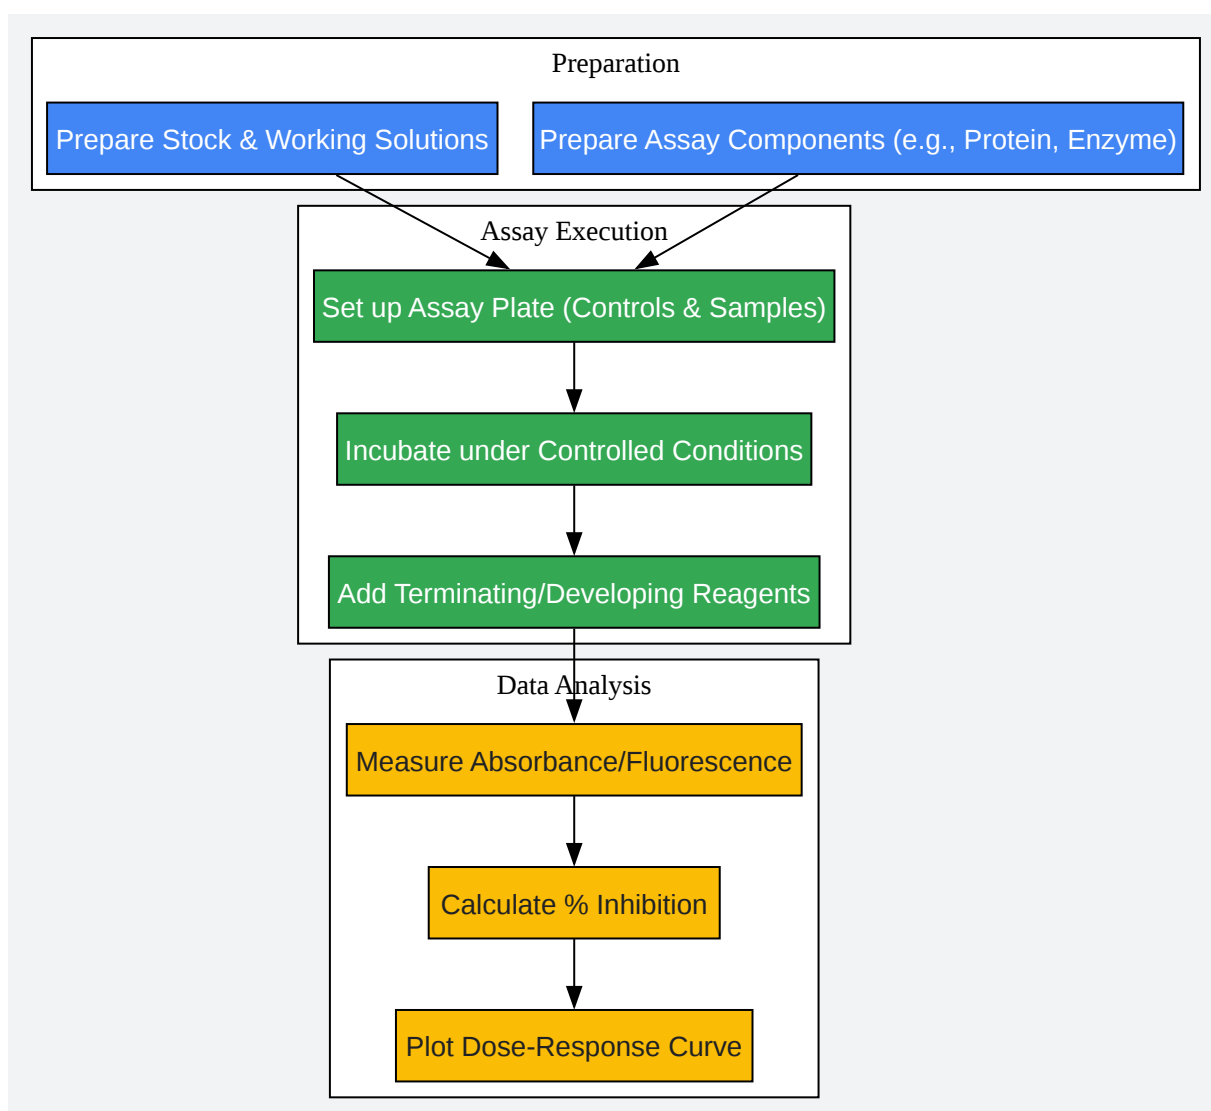 Preparation
Prepare Stock & Working Solutions
Prepare Assay Components (e.g., Protein, Enzyme)
Assay Execution
Set up Assay Plate (Controls & Samples)
Incubate under Controlled Conditions
Add Terminating/Developing Reagents
Data Analysis
Measure Absorbance/Fluorescence
Calculate % Inhibition
Plot Dose-Response Curve